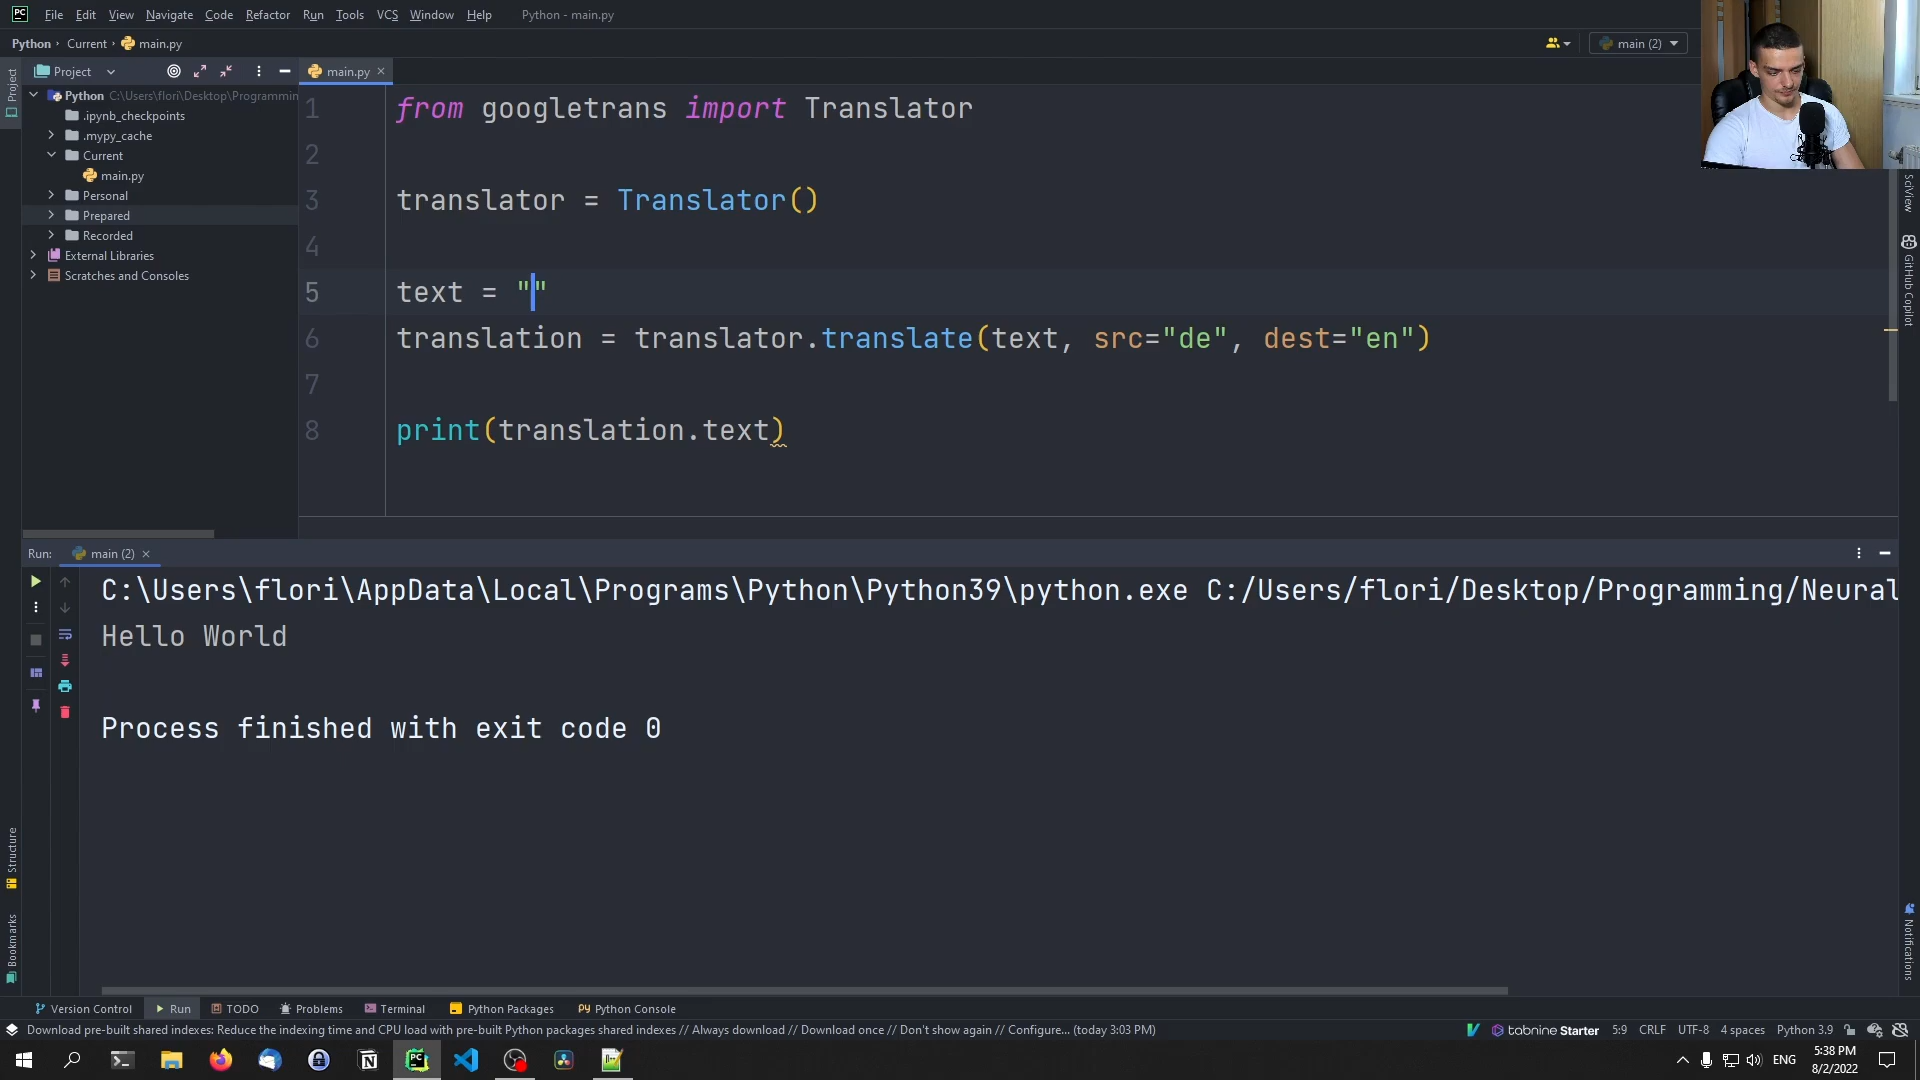 File Edit View Navigate Code Refactor Run Tools VCS Window Help Python - main.py
Python Current main.py main (2)
Project main.py
Python C:\Users\flori\Desktop\Programmin
.ipynb_checkpoints
.mypy_cache
Current
main.py
Personal
Prepared
Recorded
External Libraries
Scratches and Consoles
1 from googletrans import Translator
2
3 translator = Translator()
4
5 text = ""
6 translation = translator.translate(text, src="de", dest="en")
7
8 print(translation.text)
Project
Structure
Bookmarks
SciView
GitHub Copilot
Notifications
Run: main (2)
C:\Users\flori\AppData\Local\Programs\Python\Python39\python.exe C:/Users/flori/Desktop/Programming/Neural
Hello World
Process finished with exit code 0
Version Control Run TODO Problems Terminal Python Packages Python Console
Download pre-built shared indexes: Reduce the indexing time and CPU load with pre-built Python packages shared indexes // Always download // Download once // Don't show again // Configure... (today 3:03 PM)
tabnine Starter 5:9 CRLF UTF-8 4 spaces Python 3.9
ENG 5:38 PM
8/2/2022